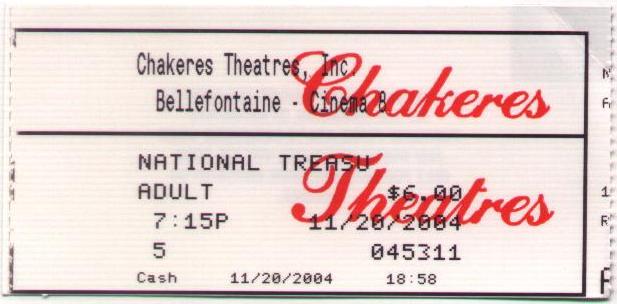 Chakeres Theatres, Inc.
Bellefontaine - Cinema 8
Chakeres
Theatres
NATIONAL TREASU
ADULT $6.00
7:15P 11/20/2004
5 045311
Cash 11/20/2004 18:58